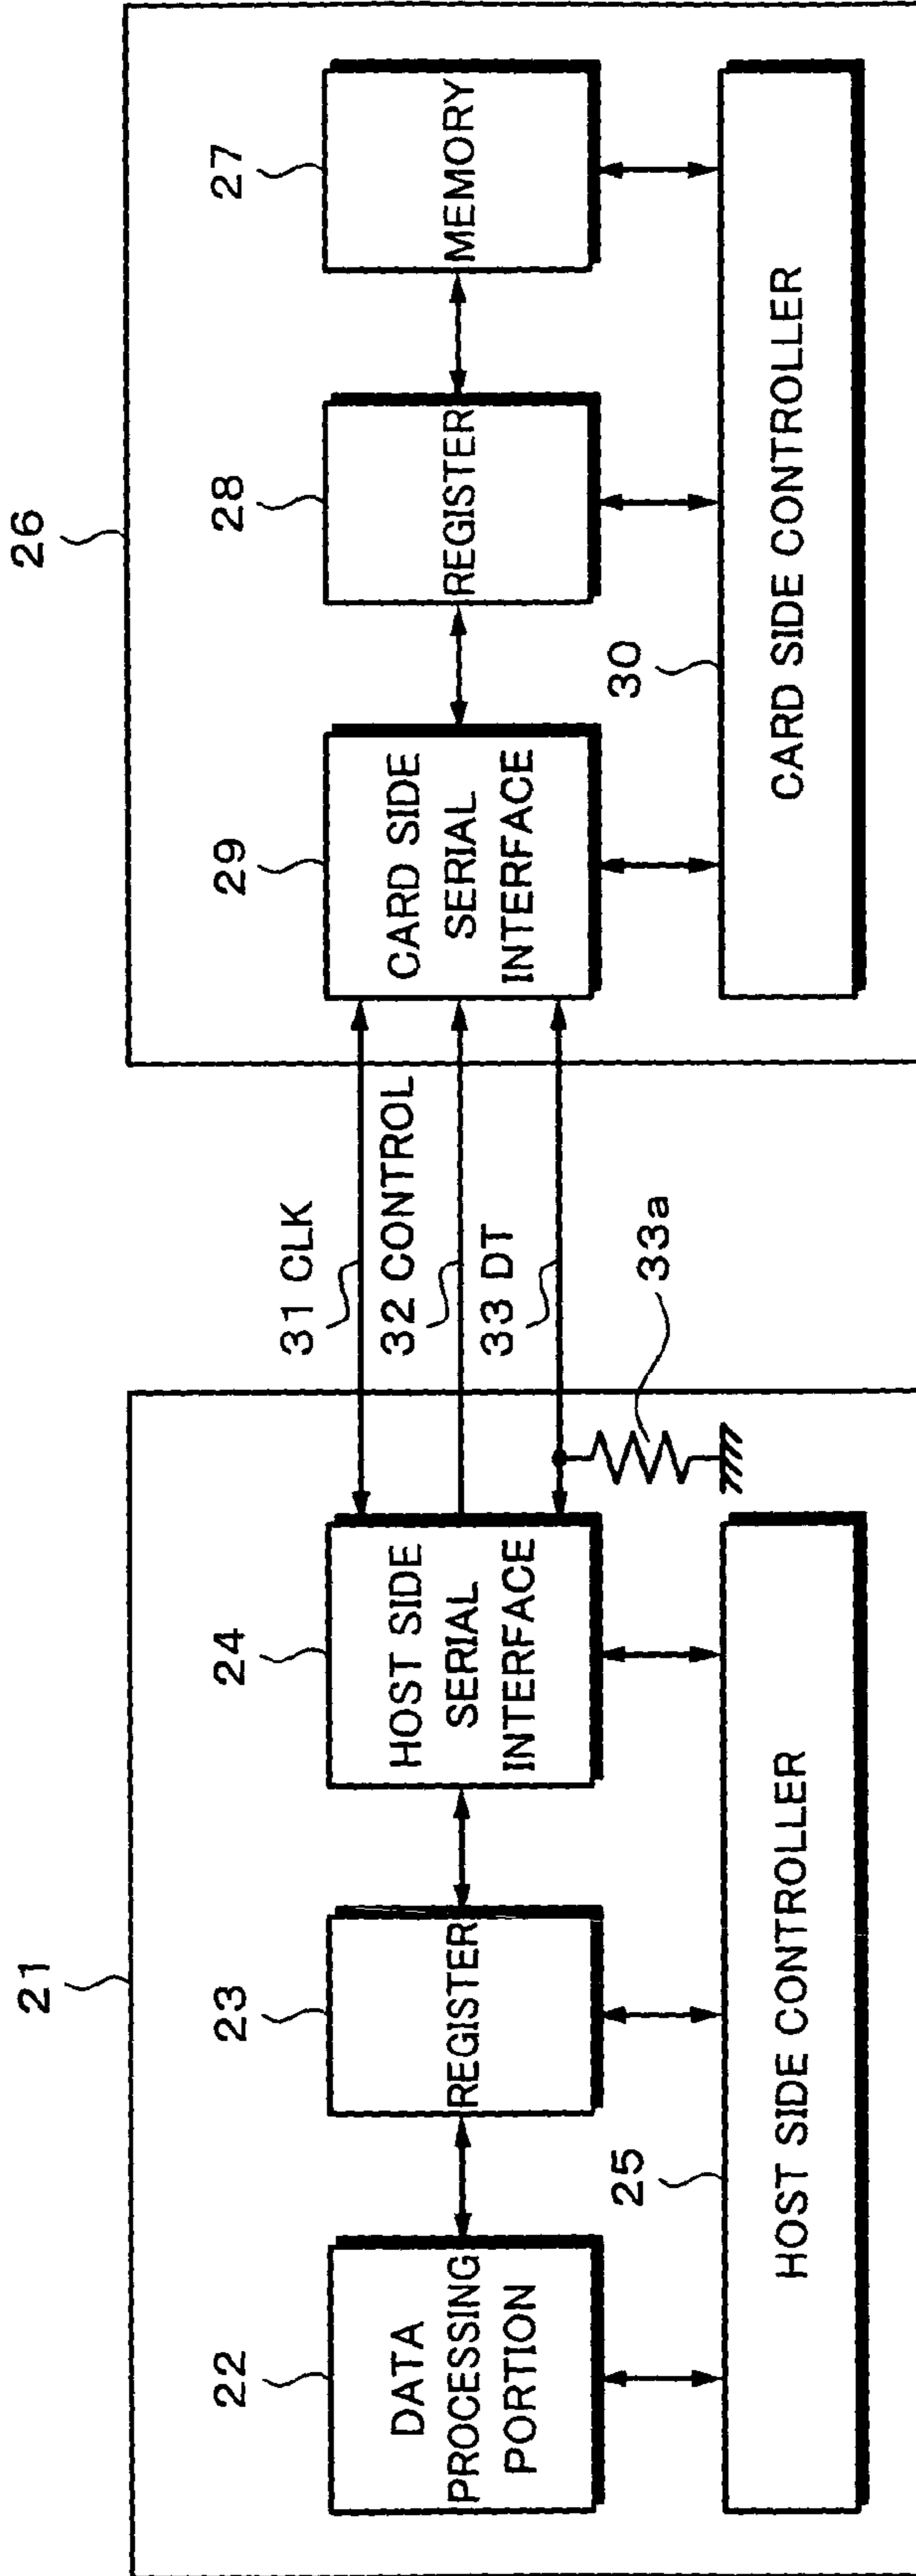 21
26
22
23
24
29
28
27
DATA
PROCESSING
PORTION
REGISTER
HOST SIDE
SERIAL
INTERFACE
31 CLK
32 CONTROL
33 DT
33a
CARD SIDE
SERIAL
INTERFACE
REGISTER
MEMORY
25
HOST SIDE CONTROLLER
30
CARD SIDE CONTROLLER